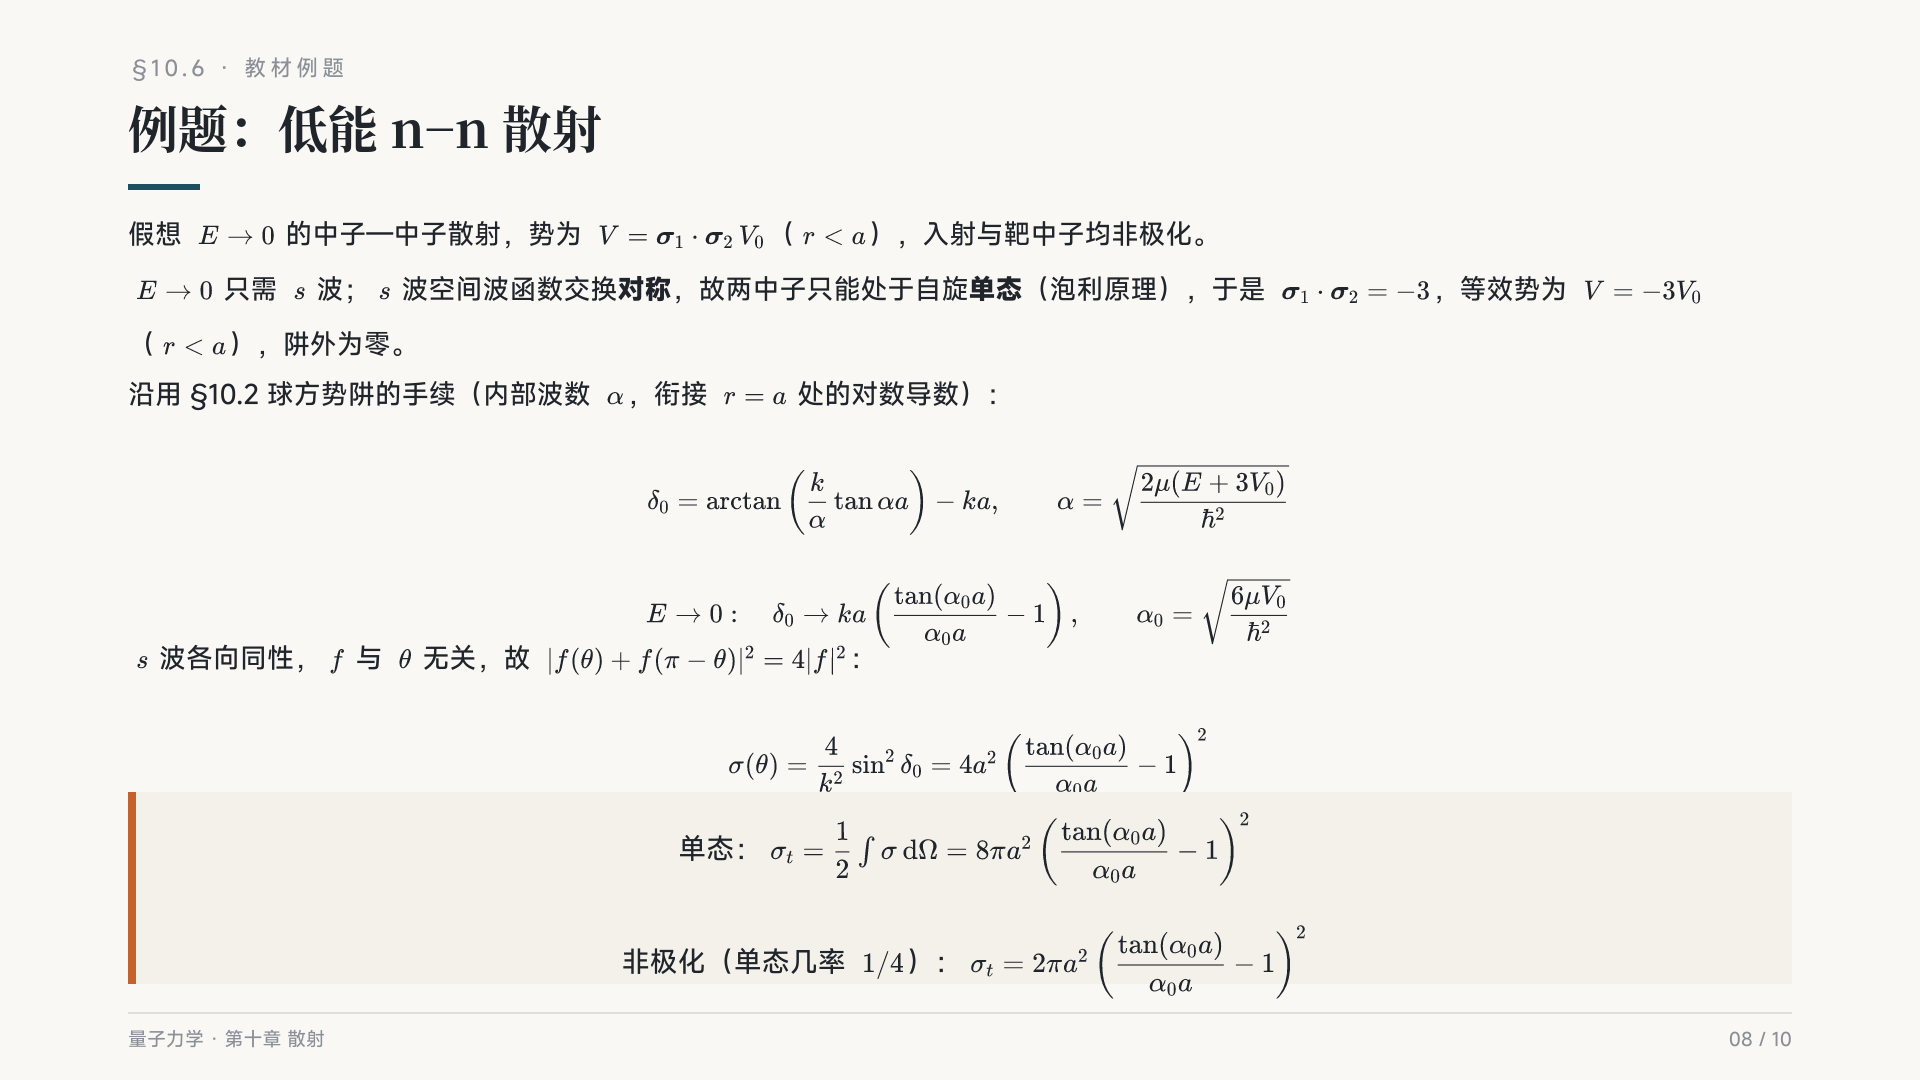 §10.6 · 教材例题
例题：低能 n–n 散射
假想 E → 0 的中子—中子散射，势为 V = σ₁ · σ₂ V₀（r < a），入射与靶中子均非极化。
E → 0 只需 s 波；s 波空间波函数交换对称，故两中子只能处于自旋单态（泡利原理），于是 σ₁ · σ₂ = −3，等效势为 V = −3V₀
（r < a），阱外为零。
沿用 §10.2 球方势阱的手续（内部波数 α，衔接 r = a 处的对数导数）：
δ₀ = arctan(k/α tan αa) − ka, α = √(2μ(E + 3V₀)/ħ²)
E → 0 : δ₀ → ka(tan(α₀a)/α₀a − 1), α₀ = √(6μV₀/ħ²)
s 波各向同性，f 与 θ 无关，故 |f(θ) + f(π − θ)|² = 4|f|²：
σ(θ) = 4/k² sin² δ₀ = 4a² (tan(α₀a)/α₀a − 1)²
单态： σₜ = 1/2 ∫ σ dΩ = 8πa² (tan(α₀a)/α₀a − 1)²
非极化（单态几率 1/4）： σₜ = 2πa² (tan(α₀a)/α₀a − 1)²
量子力学 · 第十章 散射
08 / 10